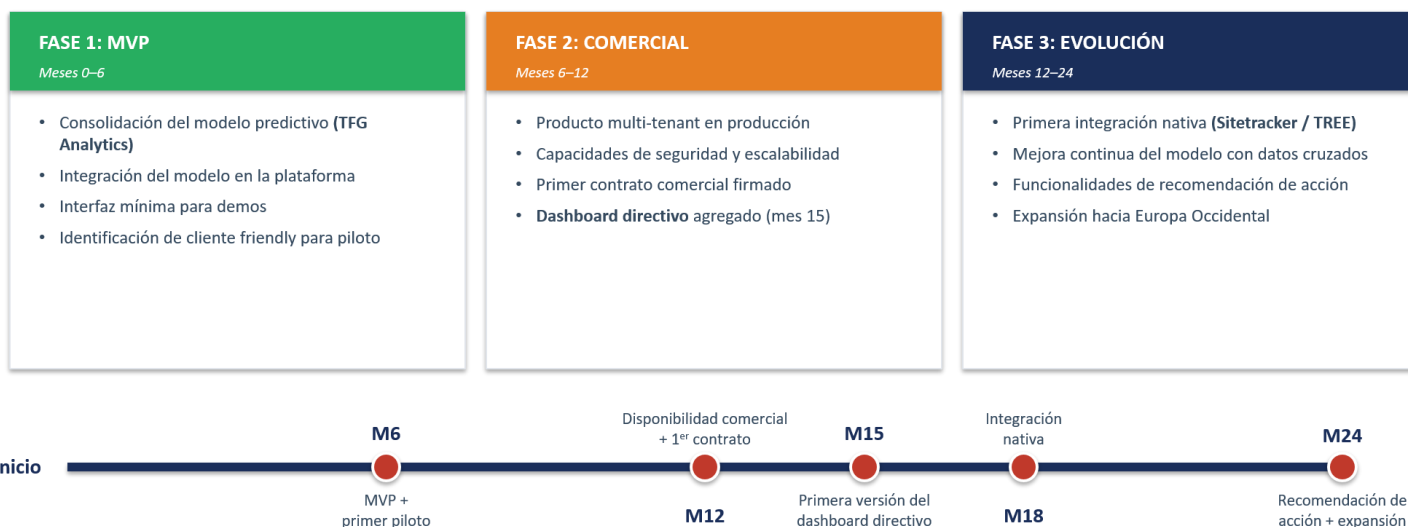 FASE 1: MVP
Meses 0–6
• Consolidación del modelo predictivo (TFG
Analytics)
• Integración del modelo en la plataforma
• Interfaz mínima para demos
• Identificación de cliente friendly para piloto
FASE 2: COMERCIAL
Meses 6–12
• Producto multi-tenant en producción
• Capacidades de seguridad y escalabilidad
• Primer contrato comercial firmado
• Dashboard directivo agregado (mes 15)
FASE 3: EVOLUCIÓN
Meses 12–24
• Primera integración nativa (Sitetracker / TREE)
• Mejora continua del modelo con datos cruzados
• Funcionalidades de recomendación de acción
• Expansión hacia Europa Occidental
nicio
M6
MVP +
primer piloto
Disponibilidad comercial
+ 1er contrato
M12
M15
Primera versión del
dashboard directivo
Integración
nativa
M18
M24
Recomendación de
acción + expansión